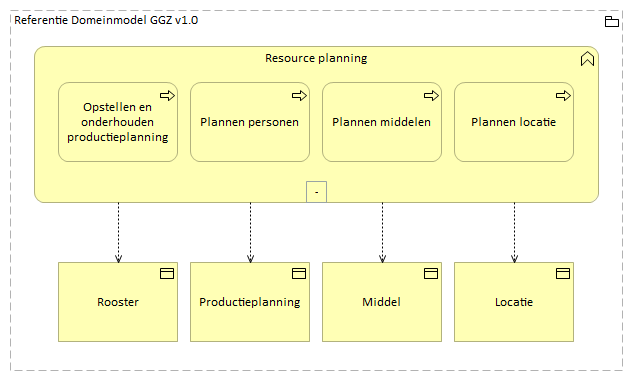 Referentie Domeinmodel GGZ v1.0
Resource planning
Opstellen en
onderhouden
productieplanning
Plannen personen
Plannen middelen
Plannen locatie
-
Rooster
Productieplanning
Middel
Locatie